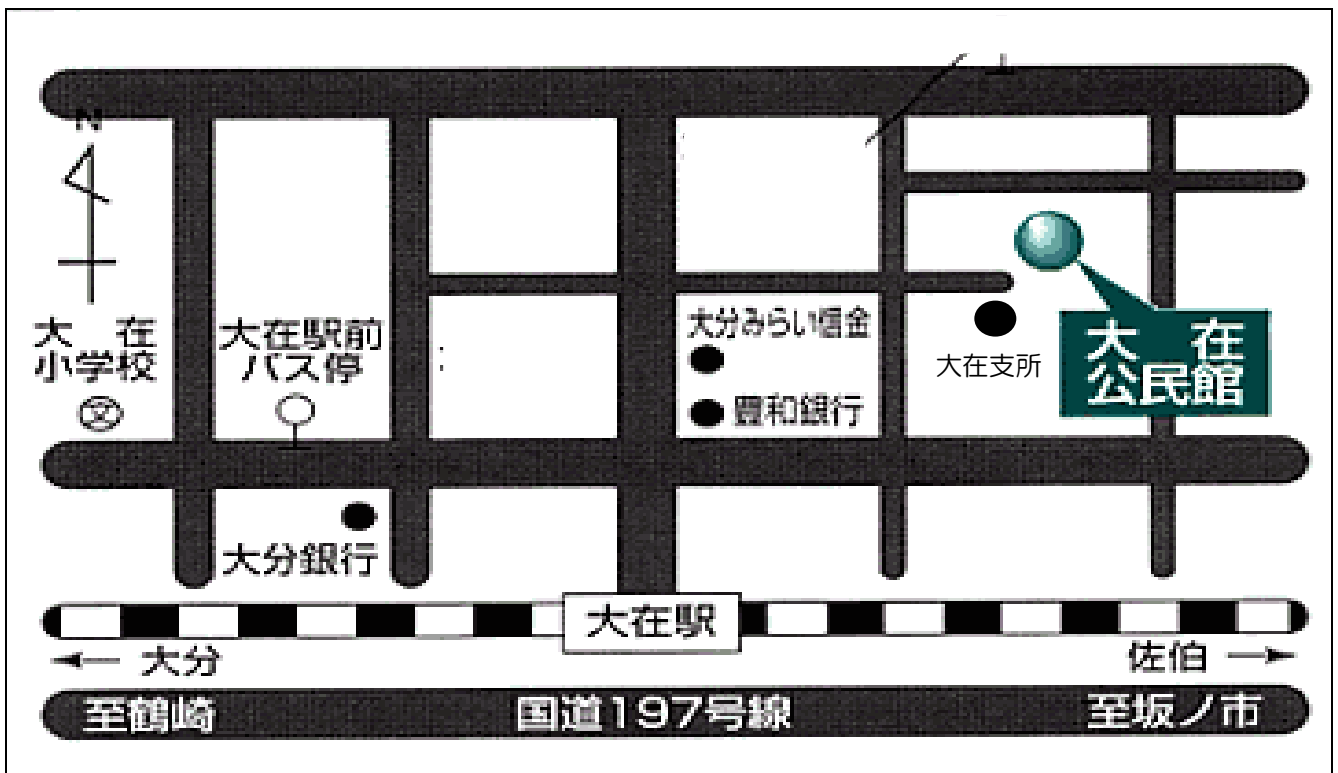 N
大　在
小学校
文
大在駅前
バス停
大分みらい信金
豊和銀行
大在支所
大　在
公民館
大分銀行
大在駅
← 大分
佐伯 →
至鶴崎
国道197号線
至坂ノ市